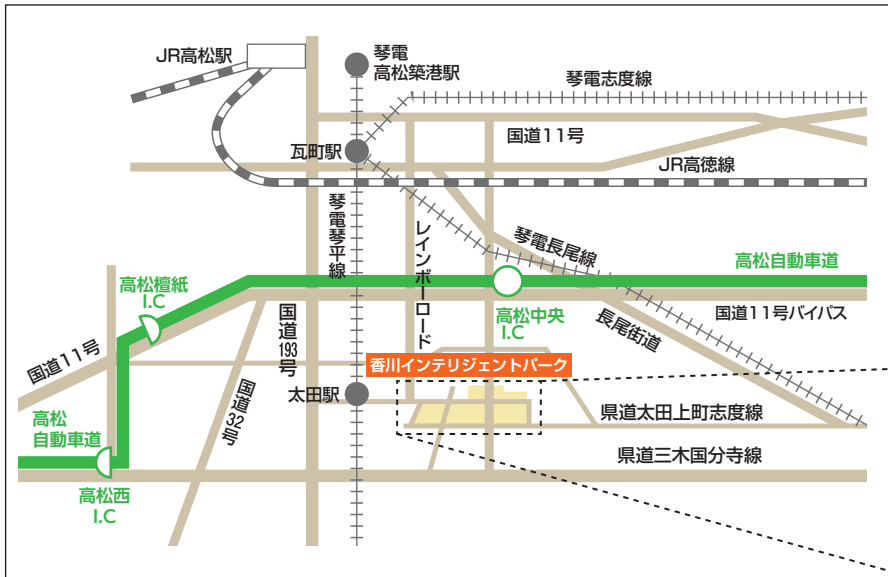 JR高松駅
琴電
高松築港駅
琴電志度線
国道11号
瓦町駅
JR高徳線
琴電琴平線
レインボーロード
琴電長尾線
高松自動車道
高松檀紙
I.C
高松中央
I.C
国道11号バイパス
長尾街道
国道11号
国道193号
香川インテリジェントパーク
国道32号
太田駅
高松
自動車道
県道太田上町志度線
県道三木国分寺線
高松西
I.C